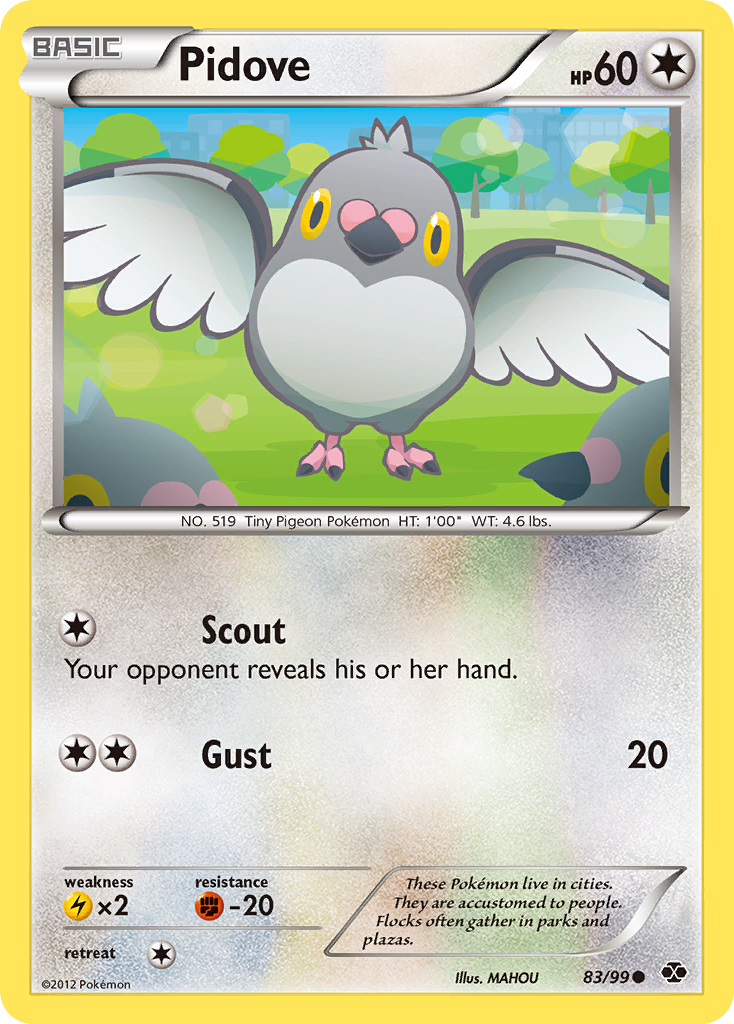 BASIC Pidove HP60
NO. 519 Tiny Pigeon Pokémon HT: 1'00" WT: 4.6 lbs.
Scout
Your opponent reveals his or her hand.
Gust 20
weakness resistance
×2 -20
retreat
These Pokémon live in cities.
They are accustomed to people.
Flocks often gather in parks and
plazas.
©2012 Pokémon Illus. MAHOU 83/99